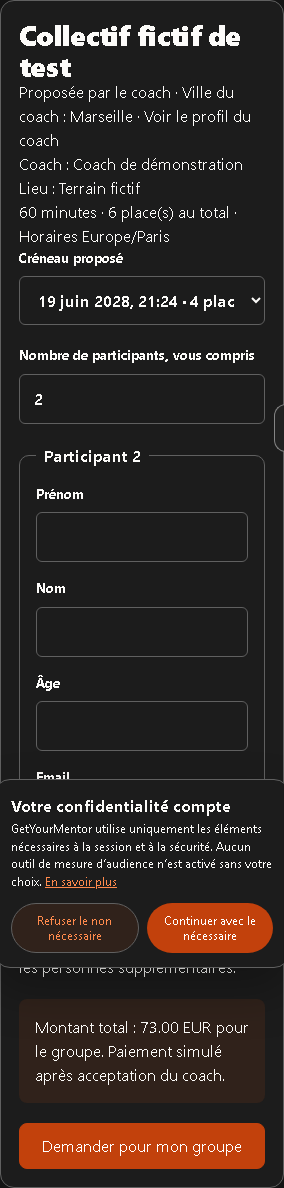 Collectif fictif de
test
Proposée par le coach · Ville du
coach : Marseille · Voir le profil du
coach
Coach : Coach de démonstration
Lieu : Terrain fictif
60 minutes · 6 place(s) au total ·
Horaires Europe/Paris
Créneau proposé
19 juin 2028, 21:24 · 4 plac
Nombre de participants, vous compris
2
Participant 2
Prénom
Nom
Âge
Email
Votre confidentialité compte
GetYourMentor utilise uniquement les éléments
nécessaires à la session et à la sécurité. Aucun
outil de mesure d'audience n'est activé sans votre
choix. En savoir plus
Refuser le non
nécessaire
Continuer avec le
nécessaire
les personnes supplémentaires.
Montant total : 73.00 EUR pour
le groupe. Paiement simulé
après acceptation du coach.
Demander pour mon groupe